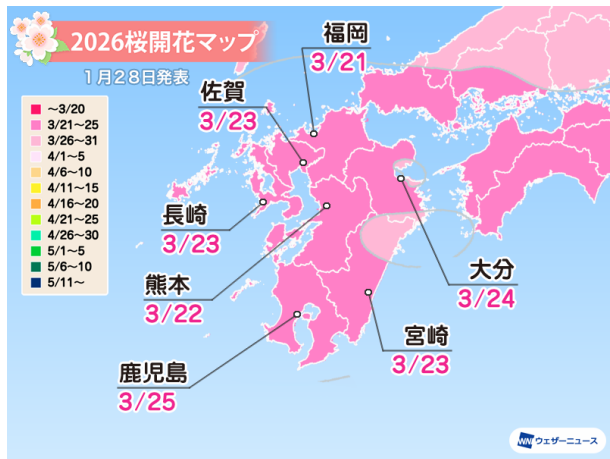 2026桜開花マップ
1月28日発表
~3/20
3/21~25
3/26~31
4/1~5
4/6~10
4/11~15
4/16~20
4/21~25
4/26~30
5/1~5
5/6~10
5/11~
福岡
3/21
佐賀
3/23
長崎
3/23
熊本
3/22
鹿児島
3/25
大分
3/24
宮崎
3/23
WN ウェザーニュース